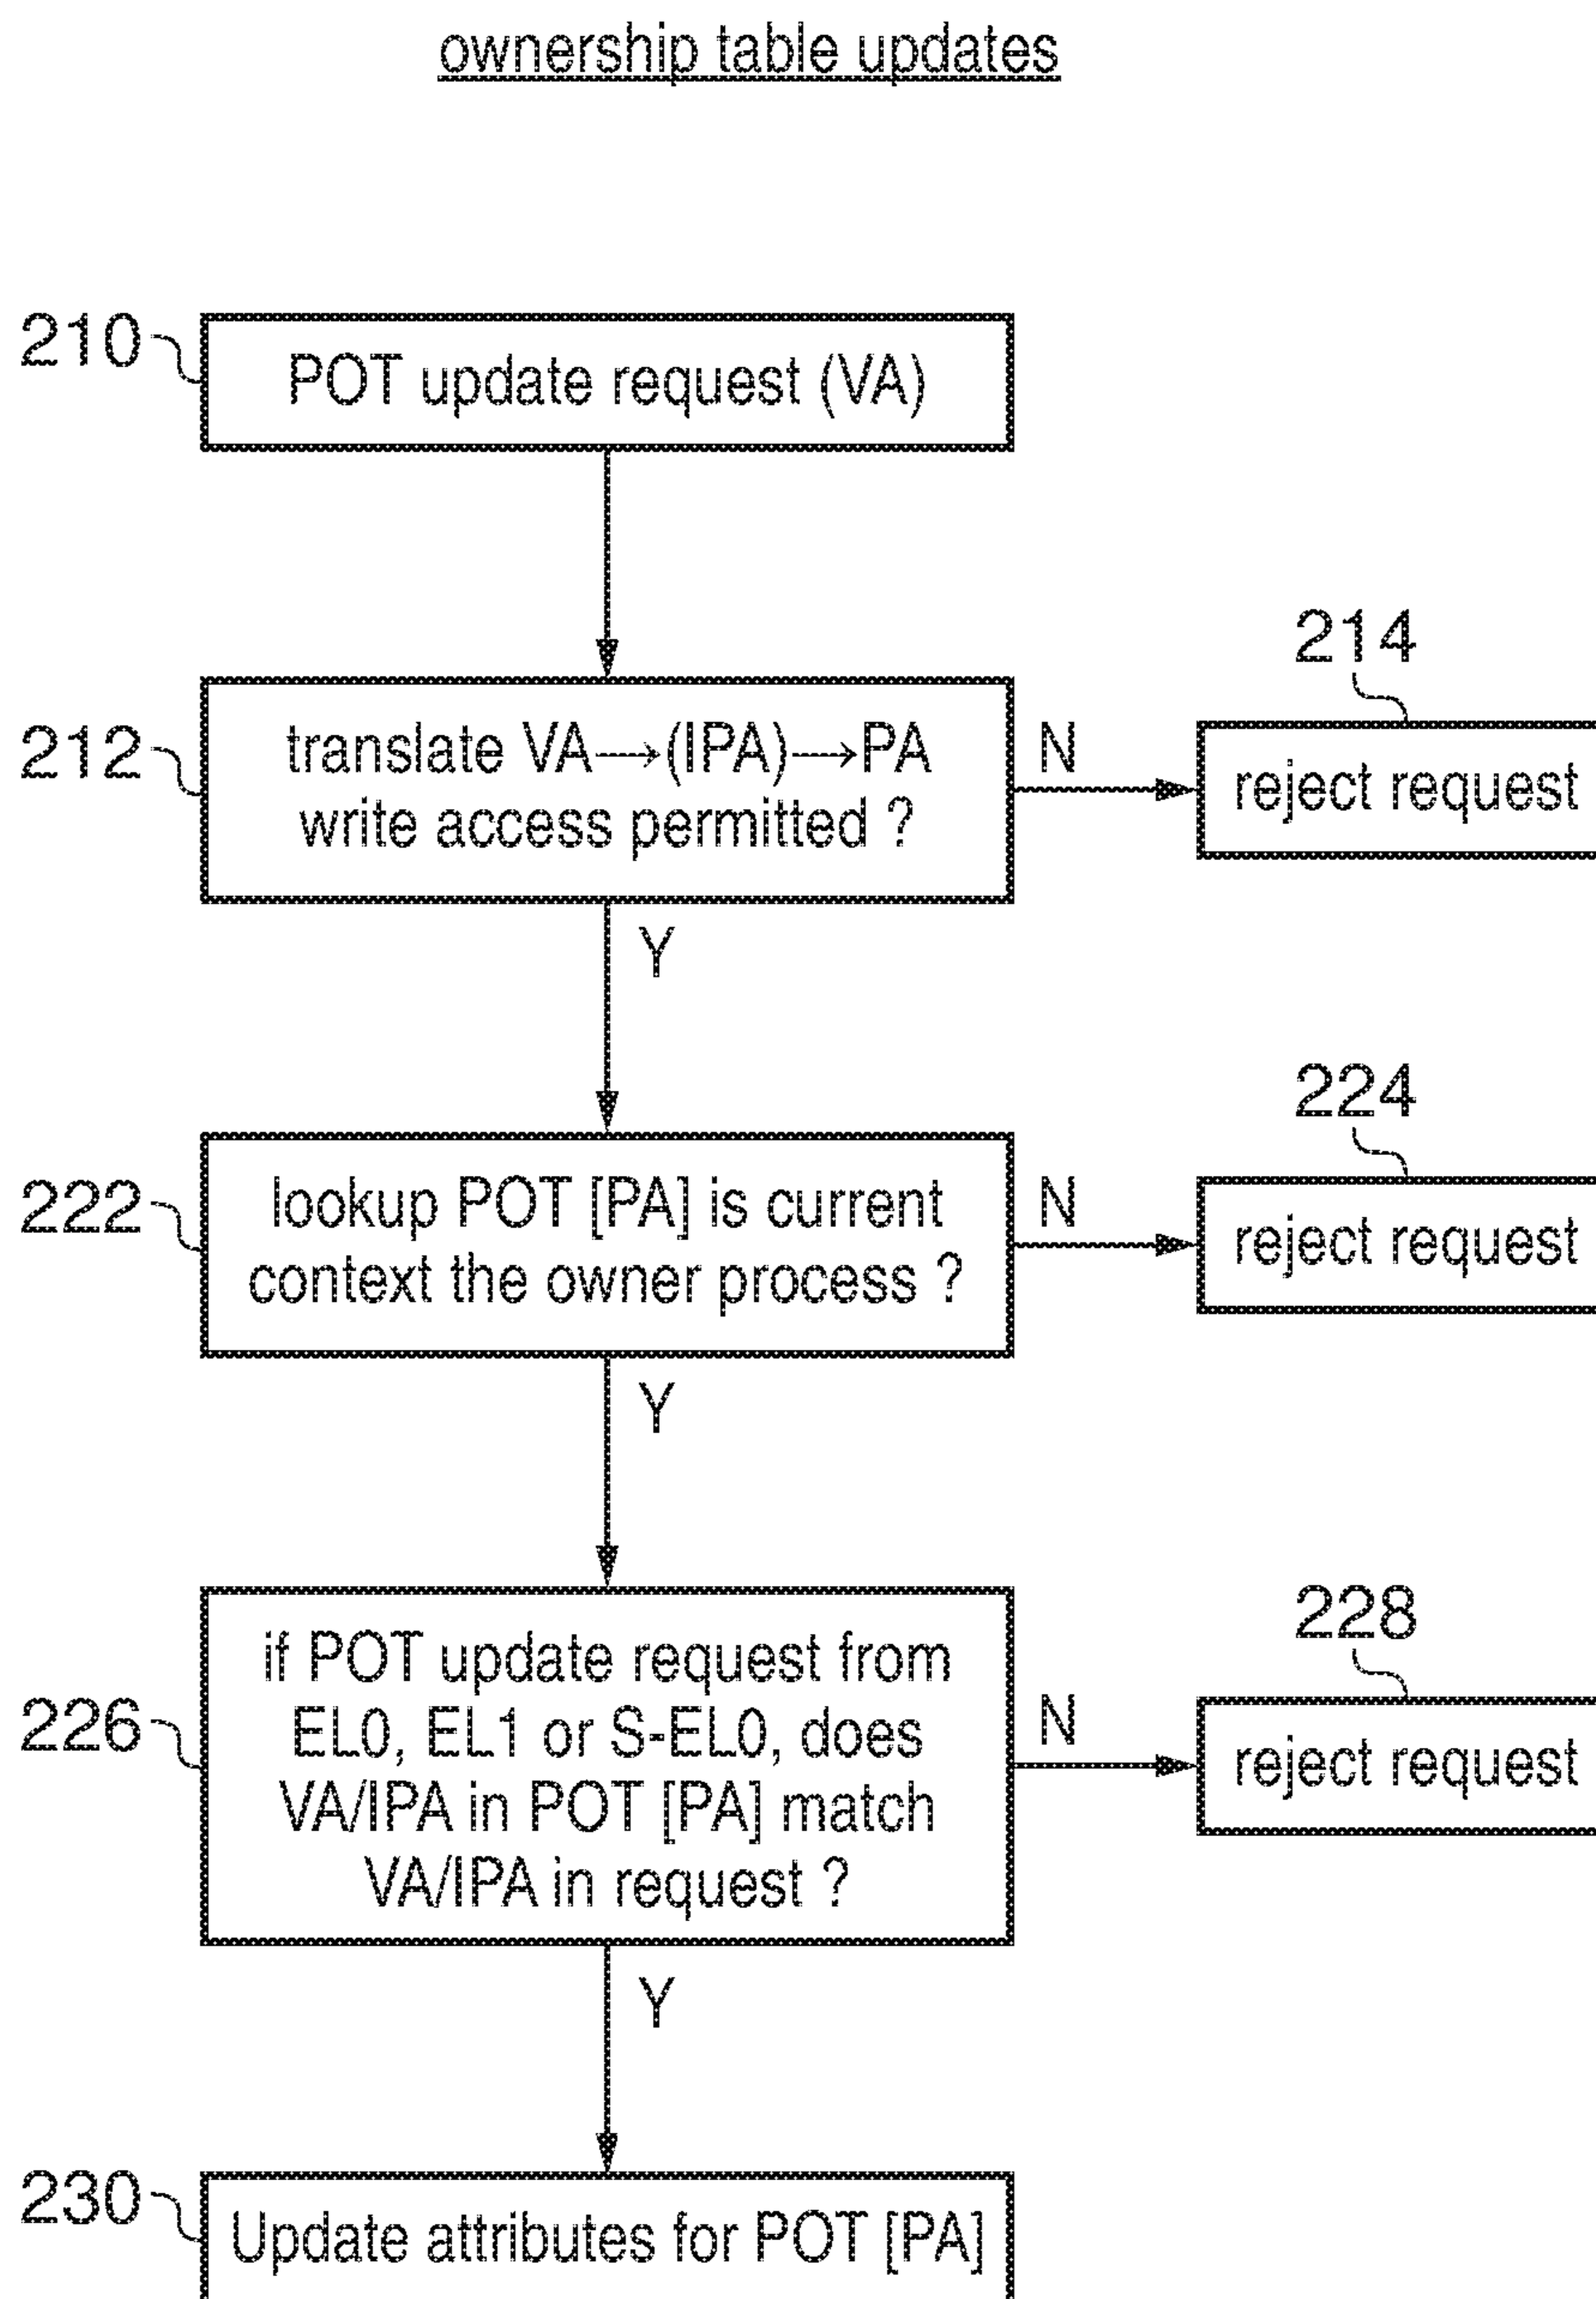 ownership table updates
210
POT update request (VA)
212
translate VA→(IPA)→PA
write access permitted ?
N
214
reject request
Y
222
lookup POT [PA] is current
context the owner process ?
N
224
reject request
Y
226
if POT update request from
EL0, EL1 or S-EL0, does
VA/IPA in POT [PA] match
VA/IPA in request ?
N
228
reject request
Y
230
Update attributes for POT [PA]